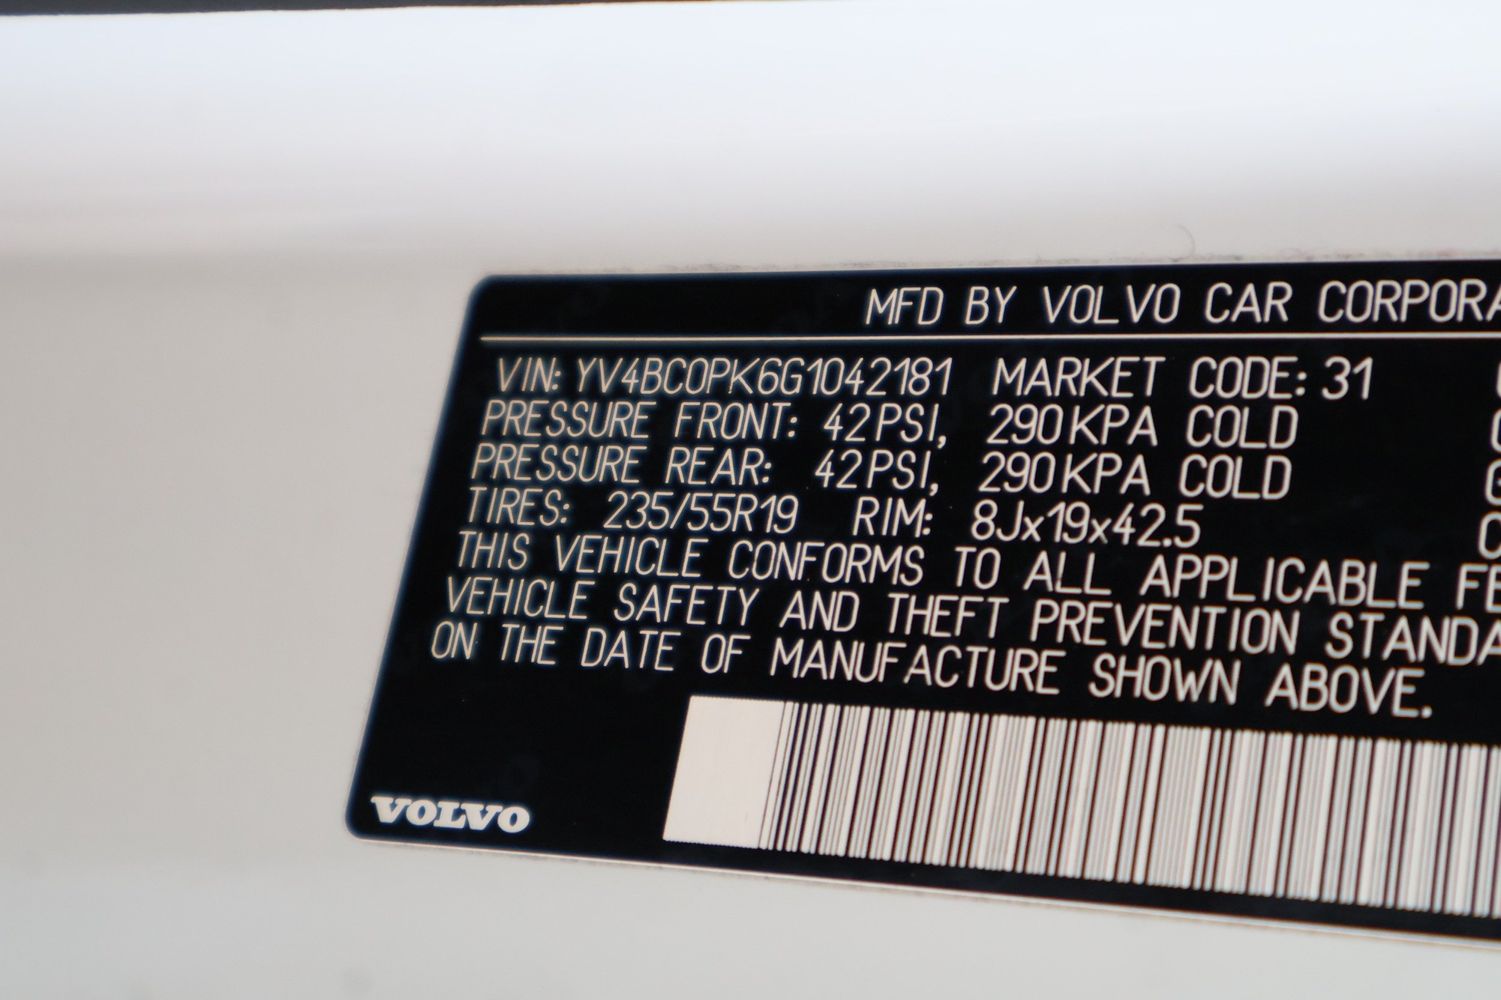 MFD BY VOLVO CAR
VIN: YV4BC0PK6G1042181 MARKET CODE: 31
PRESSURE FRONT: 42PSI, 290KPA COLD
PRESSURE REAR: 42PSI, 290KPA COLD
TIRES: 235/55R19 RIM: 8Jx19x42.5
THIS VEHICLE CONFORMS TO ALL APPLICABLE
VEHICLE SAFETY AND THEFT PREVENTION
ON THE DATE OF MANUFACTURE SHOWN ABOVE.
VOLVO